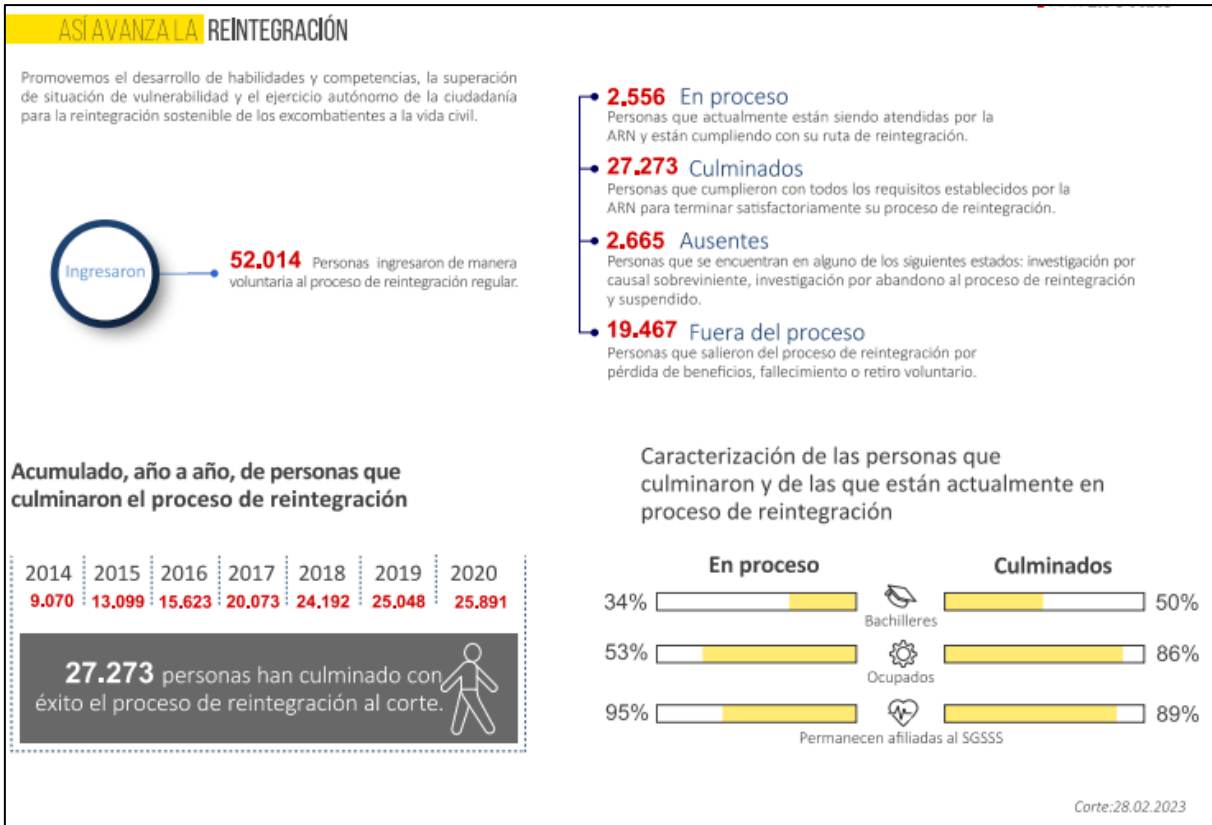 ASÍ AVANZA LA REINTEGRACIÓN
Promovemos el desarrollo de habilidades y competencias, la superación
de situación de vulnerabilidad y el ejercicio autónomo de la ciudadanía
para la reintegración sostenible de los excombatientes a la vida civil.
Ingresaron
52.014 Personas ingresaron de manera
voluntaria al proceso de reintegración regular.
2.556 En proceso
Personas que actualmente están siendo atendidas por la
ARN y están cumpliendo con su ruta de reintegración.
27.273 Culminados
Personas que cumplieron con todos los requisitos establecidos por la
ARN para terminar satisfactoriamente su proceso de reintegración.
2.665 Ausentes
Personas que se encuentran en alguno de los siguientes estados: investigación por
causal sobreviniente, investigación por abandono al proceso de reintegración
y suspendido.
19.467 Fuera del proceso
Personas que salieron del proceso de reintegración por
pérdida de beneficios, fallecimiento o retiro voluntario.
Acumulado, año a año, de personas que
culminaron el proceso de reintegración
2014 2015 2016 2017 2018 2019 2020
9.070 13.099 15.623 20.073 24.192 25.048 25.891
27.273 personas han culminado con
éxito el proceso de reintegración al corte.
Caracterización de las personas que
culminaron y de las que están actualmente en
proceso de reintegración
En proceso Culminados
34% 50%
Bachilleres
53% 86%
Ocupados
95% 89%
Permanecen afiliadas al SGSSS
Corte:28.02.2023